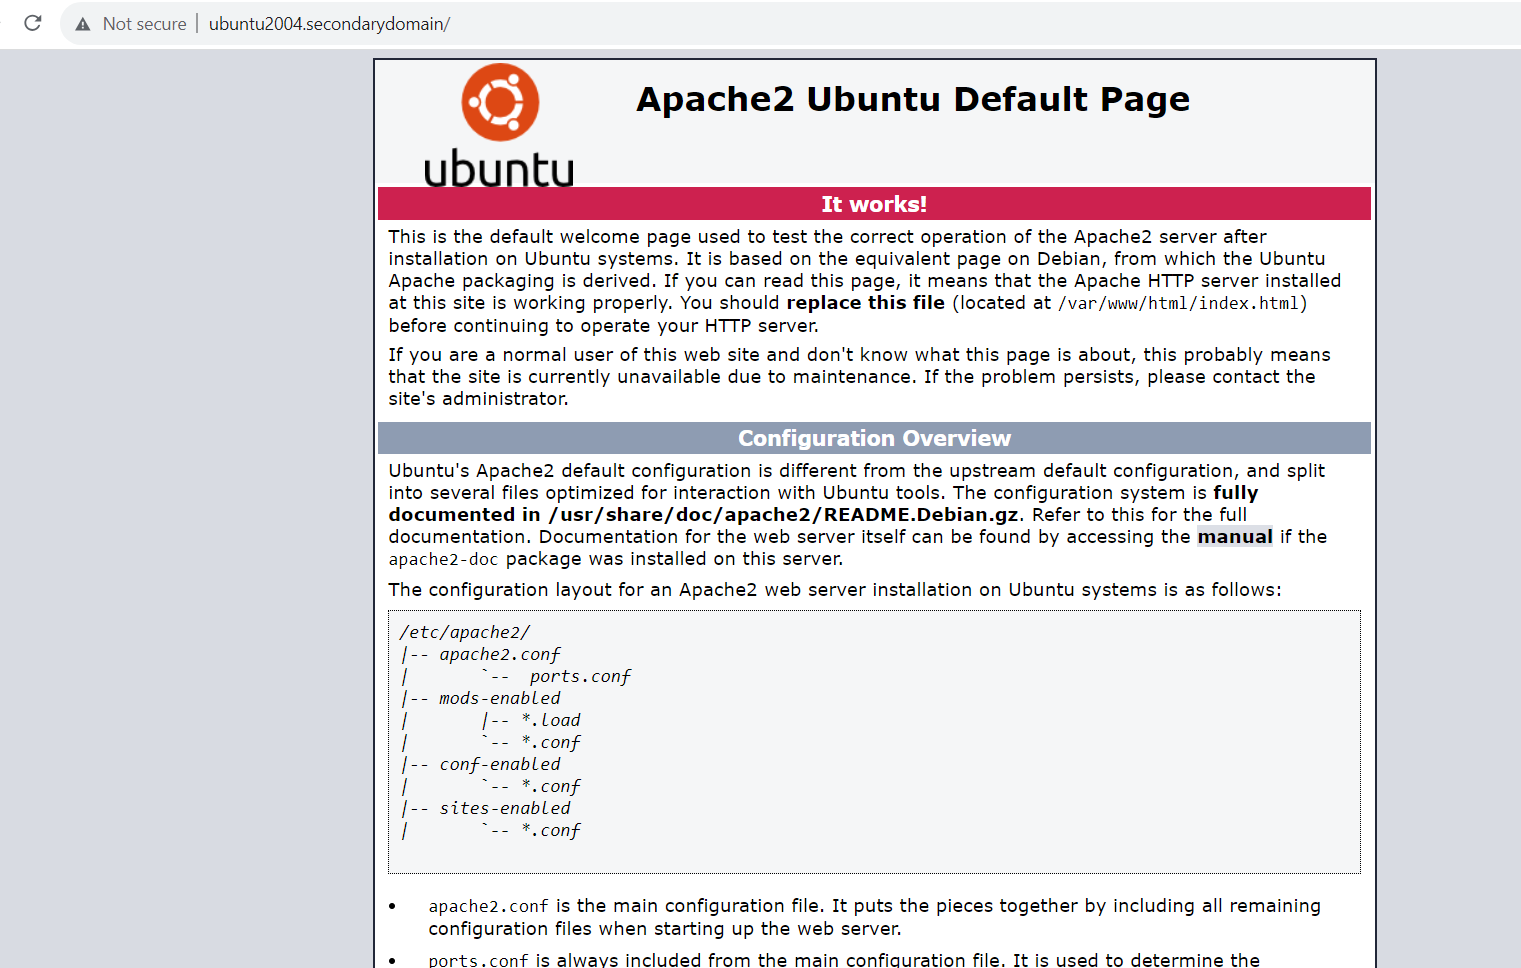 Not secure | ubuntu2004.secondarydomain/
ubuntu
Apache2 Ubuntu Default Page
It works!
This is the default welcome page used to test the correct operation of the Apache2 server after
installation on Ubuntu systems. It is based on the equivalent page on Debian, from which the Ubuntu
Apache packaging is derived. If you can read this page, it means that the Apache HTTP server installed
at this site is working properly. You should replace this file (located at /var/www/html/index.html)
before continuing to operate your HTTP server.
If you are a normal user of this web site and don't know what this page is about, this probably means
that the site is currently unavailable due to maintenance. If the problem persists, please contact the
site's administrator.
Configuration Overview
Ubuntu's Apache2 default configuration is different from the upstream default configuration, and split
into several files optimized for interaction with Ubuntu tools. The configuration system is fully
documented in /usr/share/doc/apache2/README.Debian.gz. Refer to this for the full
documentation. Documentation for the web server itself can be found by accessing the manual if the
apache2-doc package was installed on this server.
The configuration layout for an Apache2 web server installation on Ubuntu systems is as follows:
/etc/apache2/
|-- apache2.conf
|       `--  ports.conf
|-- mods-enabled
|       |-- *.load
|       `-- *.conf
|-- conf-enabled
|       `-- *.conf
|-- sites-enabled
|       `-- *.conf
• apache2.conf is the main configuration file. It puts the pieces together by including all remaining
configuration files when starting up the web server.
• ports.conf is always included from the main configuration file. It is used to determine the